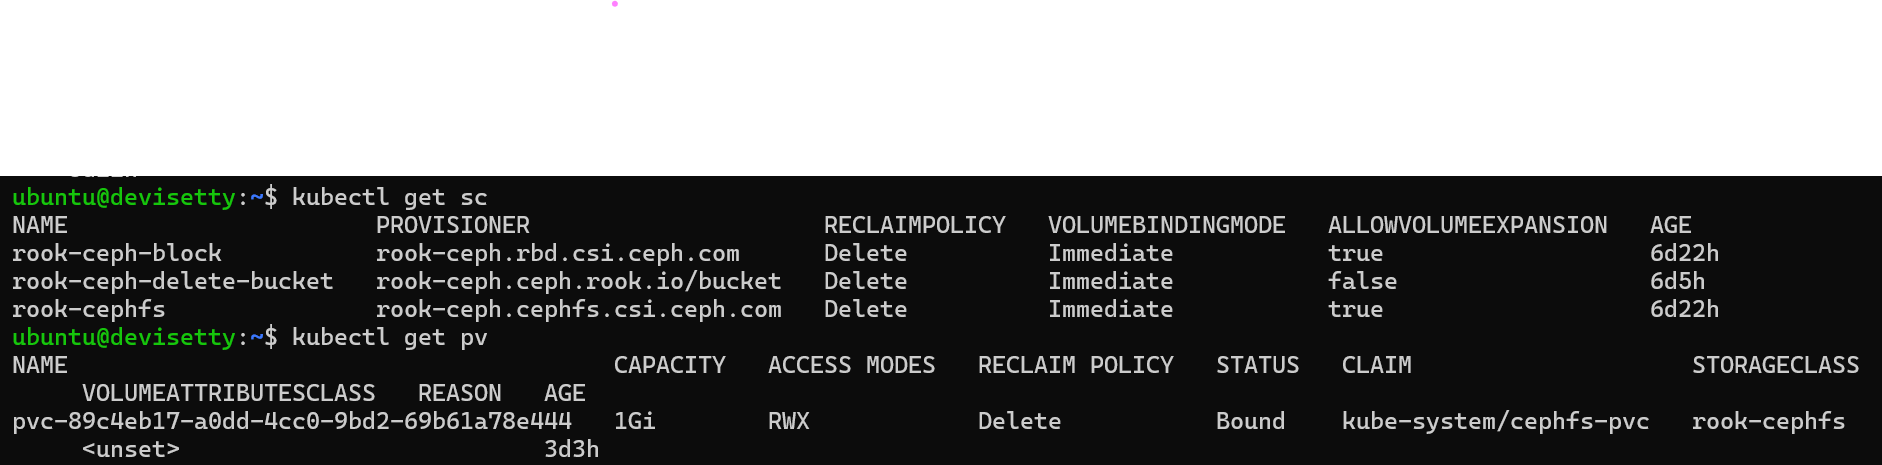 ubuntu@devisetty:~$ kubectl get sc
NAME                      PROVISIONER                     RECLAIMPOLICY   VOLUMEBINDINGMODE   ALLOWVOLUMEEXPANSION   AGE
rook-ceph-block           rook-ceph.rbd.csi.ceph.com      Delete          Immediate           true                   6d22h
rook-ceph-delete-bucket   rook-ceph.ceph.rook.io/bucket   Delete          Immediate           false                  6d5h
rook-cephfs               rook-ceph.cephfs.csi.ceph.com   Delete          Immediate           true                   6d22h
ubuntu@devisetty:~$ kubectl get pv
NAME                                       CAPACITY   ACCESS MODES   RECLAIM POLICY   STATUS   CLAIM                    STORAGECLASS
     VOLUMEATTRIBUTESCLASS   REASON   AGE
pvc-89c4eb17-a0dd-4cc0-9bd2-69b61a78e444   1Gi        RWX            Delete           Bound    kube-system/cephfs-pvc   rook-cephfs
     <unset>                          3d3h